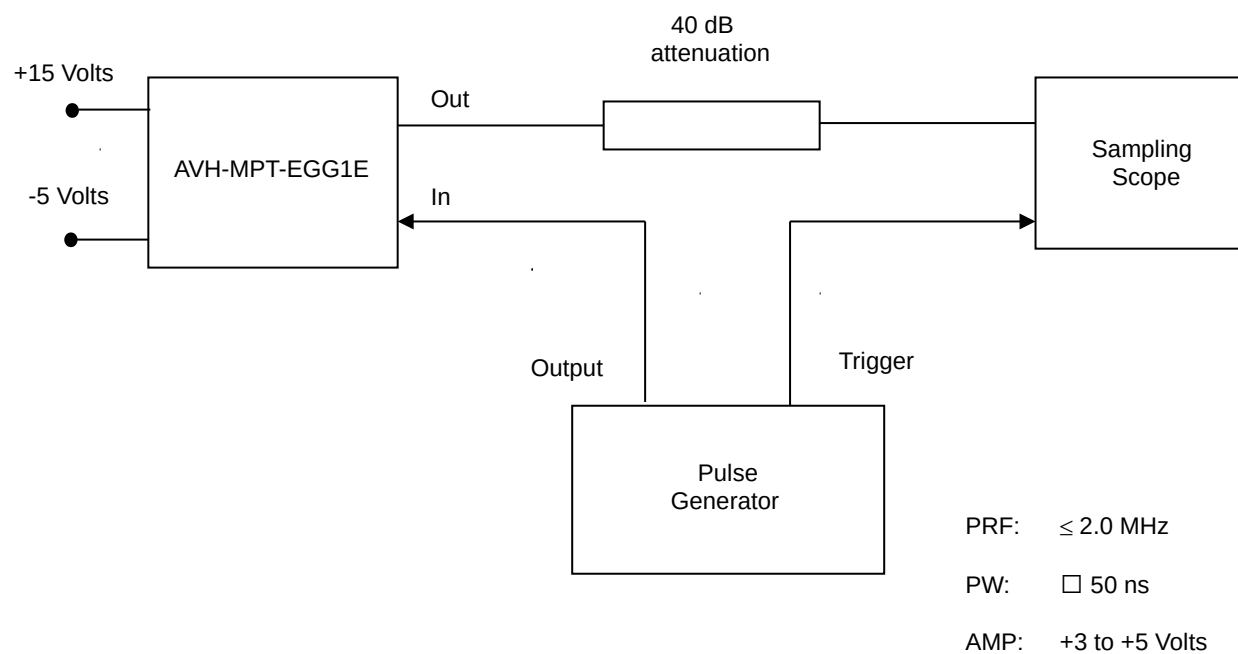 40 dB
attenuation
+15 Volts
Out
AVH-MPT-EGG1E
Sampling
Scope
-5 Volts
In
Output
Trigger
Pulse
Generator
PRF: ≤ 2.0 MHz
PW: □ 50 ns
AMP: +3 to +5 Volts